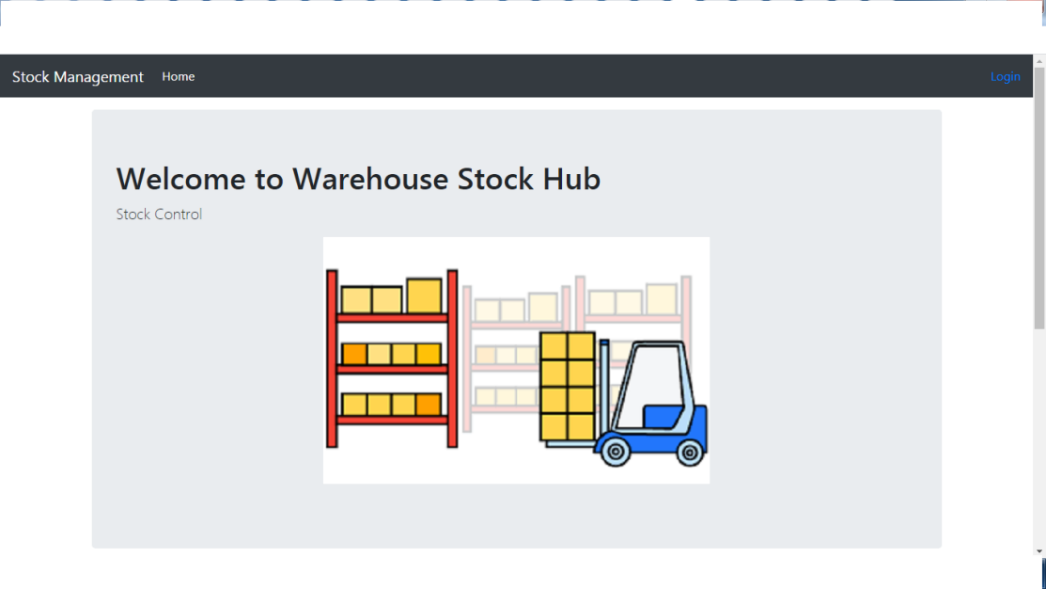 Stock Management Home Login
Welcome to Warehouse Stock Hub
Stock Control